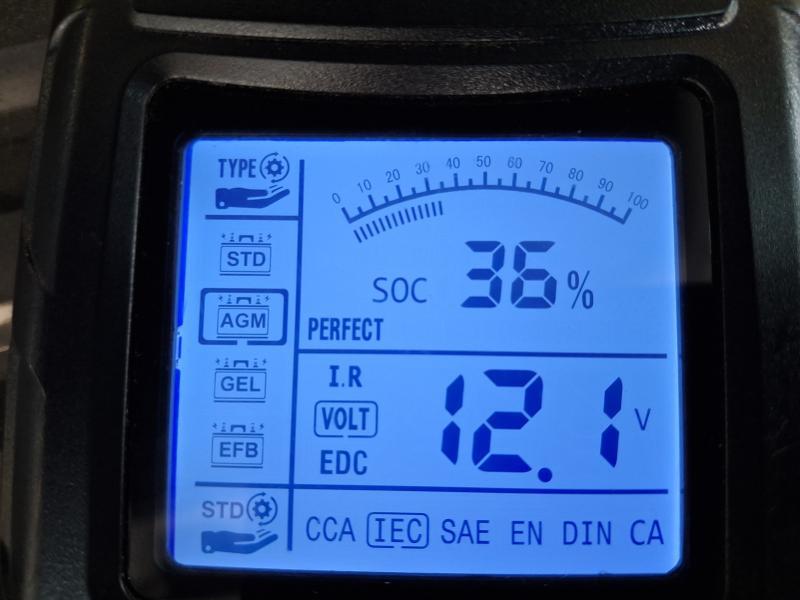 TYPE
0 10 20 30 40 50 60 70 80 90 100
STD
SOC 36%
AGM
PERFECT
GEL
I.R
VOLT 12.1 V
EFB
EDC
STD
CCA IEC SAE EN DIN CA